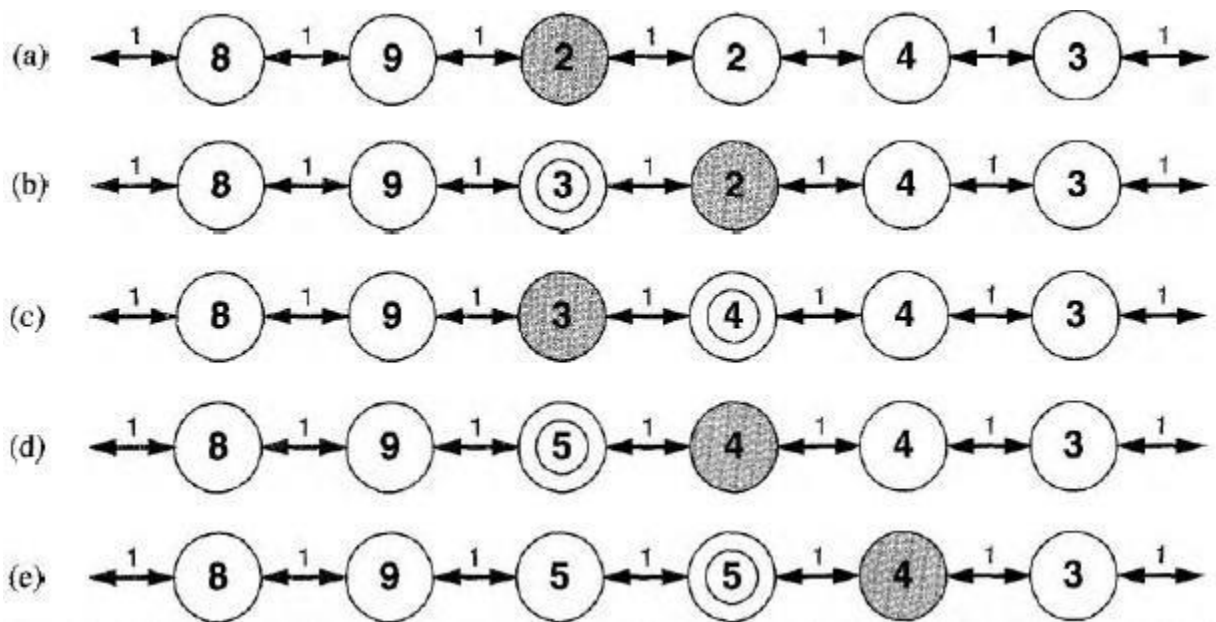 (a) 1 8 1 9 1 2 1 2 1 4 1 3 1
(b) 1 8 1 9 1 3 1 2 1 4 1 3 1
(c) 1 8 1 9 1 3 1 4 1 4 1 3 1
(d) 1 8 1 9 1 5 1 4 1 4 1 3 1
(e) 1 8 1 9 1 5 1 5 1 4 1 3 1